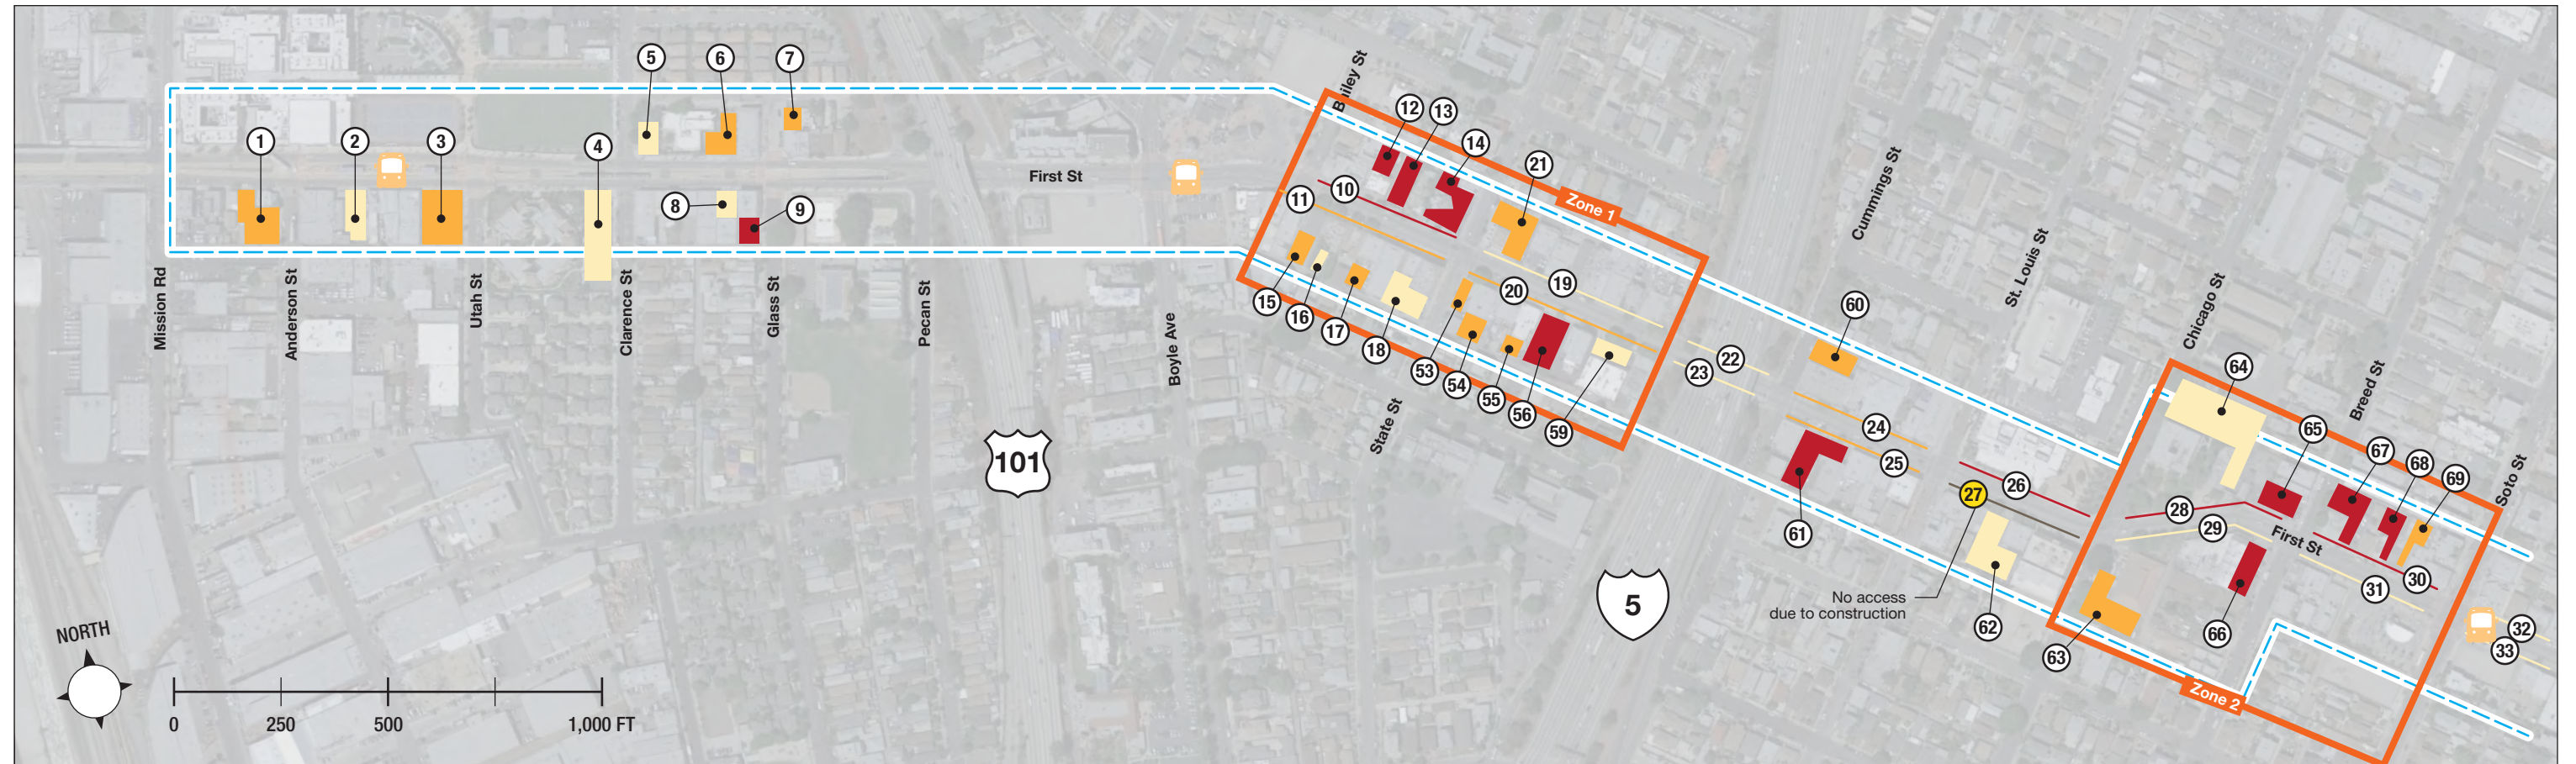 5
6
7
1
2
3
4
8
9
First St
Bailey St
12
13
14
21
Zone 1
10
11
15
16
17
18
19
20
53
54
55
56
59
22
23
60
24
25
61
26
27
No access
due to construction
62
Cummings St
St. Louis St
Chicago St
Breed St
Soto St
64
65
67
68
69
28
29
First St
30
31
32
33
63
66
Zone 2
Mission Rd
Anderson St
Utah St
Clarence St
Glass St
Pecan St
Boyle Ave
State St
101
5
NORTH
0
250
500
1,000 FT